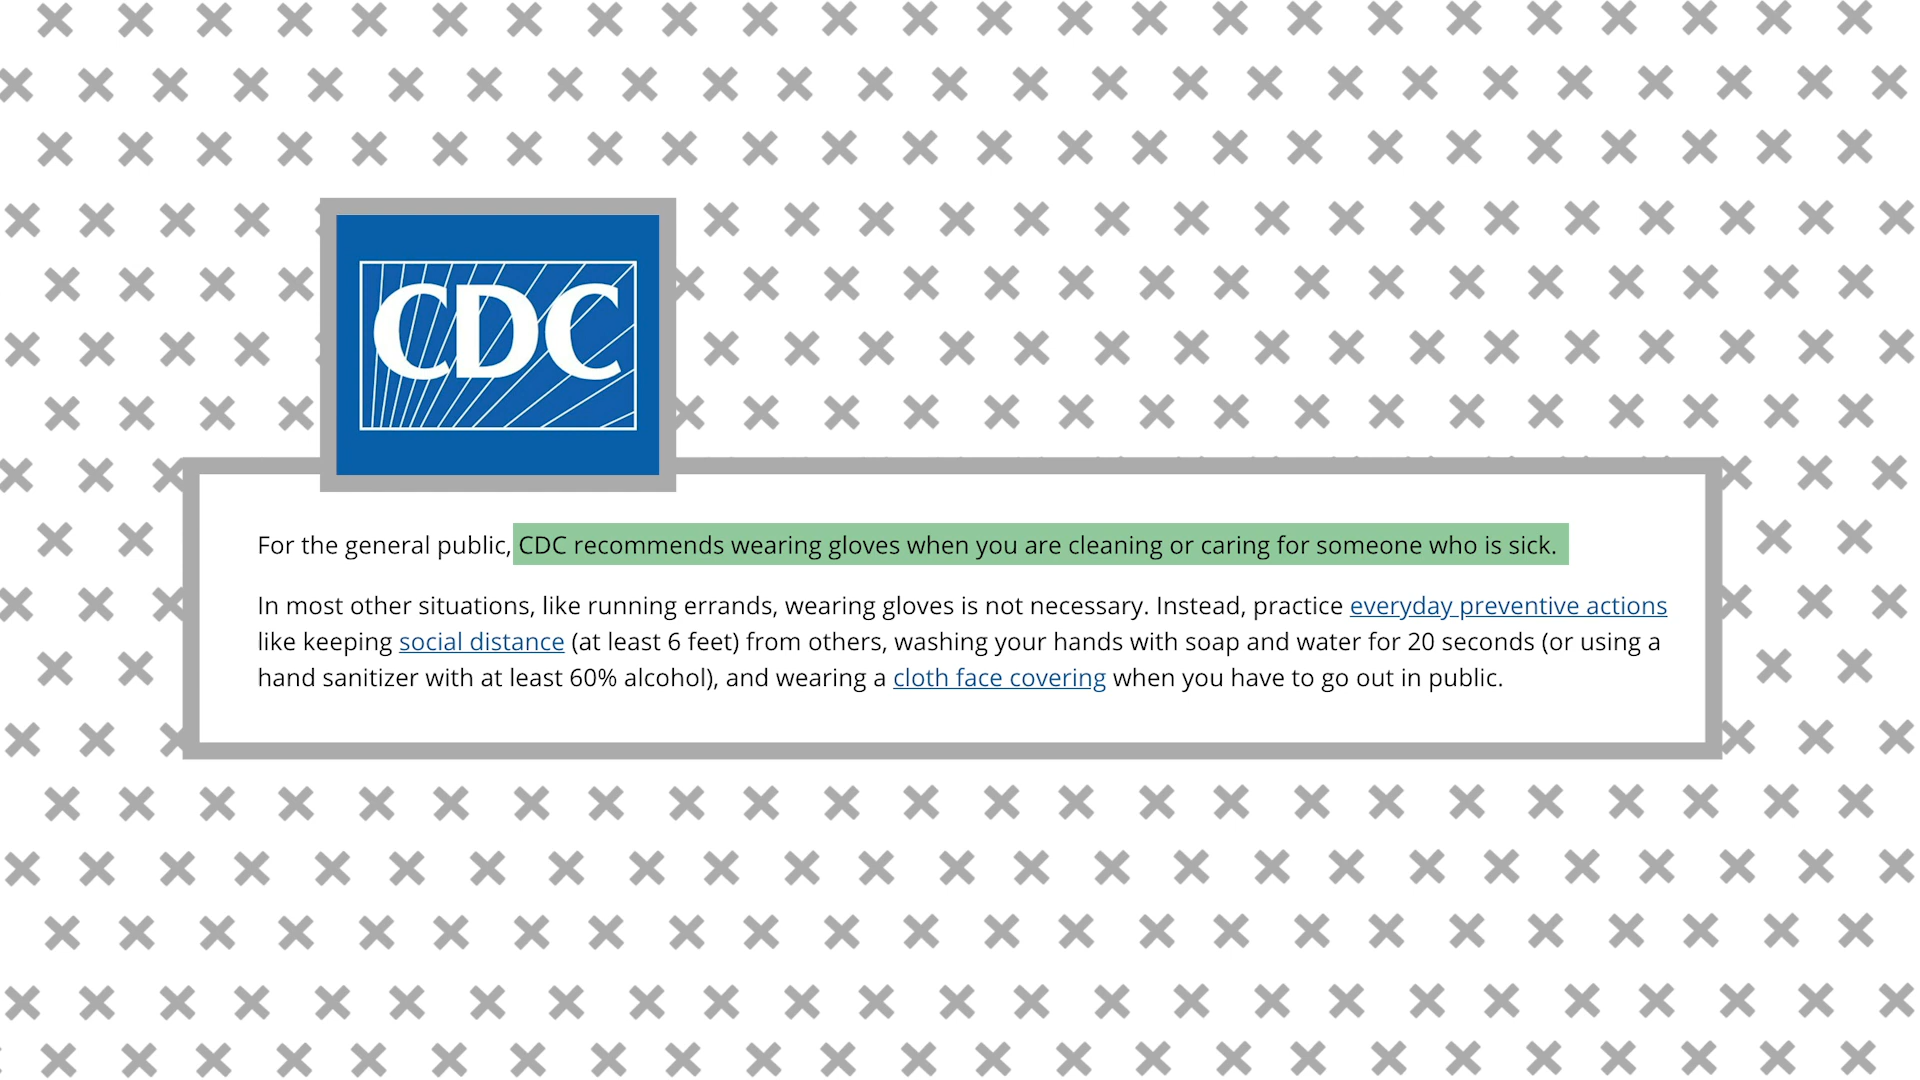 CDC
For the general public, CDC recommends wearing gloves when you are cleaning or caring for someone who is sick.
In most other situations, like running errands, wearing gloves is not necessary. Instead, practice everyday preventive actions
like keeping social distance (at least 6 feet) from others, washing your hands with soap and water for 20 seconds (or using a
hand sanitizer with at least 60% alcohol), and wearing a cloth face covering when you have to go out in public.